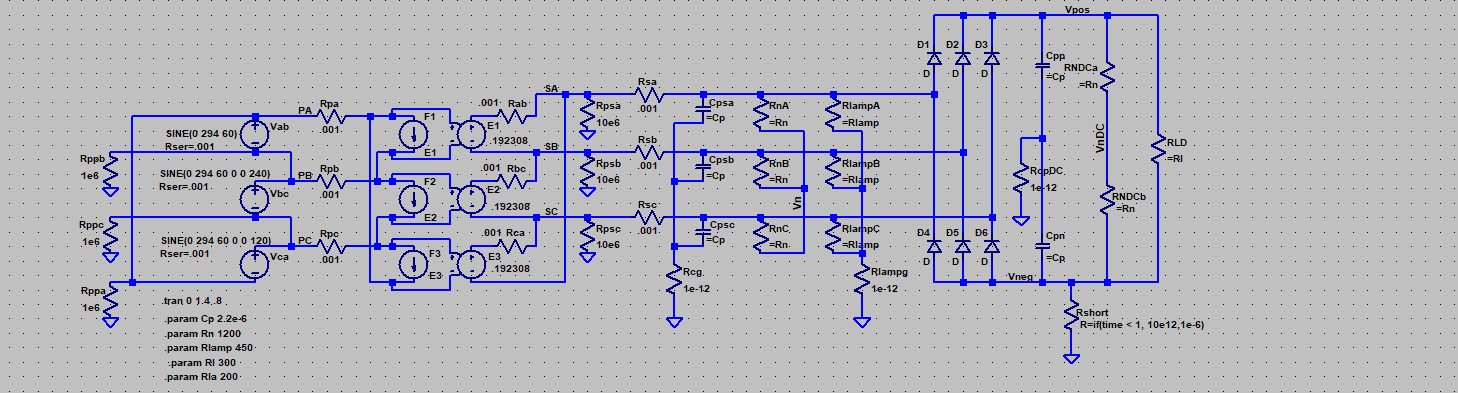 Vpos
D1
D2
D3
D
D
D
Cpp
=Cp
RNDCa
=Rn
Rsa
.001
SA
.001
Rab
PA
Rpa
.001
F1
E1
E1
.192308
Rpsa
10e6
Cpsa
=Cp
RnA
=Rn
RlampA
=Rlamp
SINE(0 294 60)
Rser=.001
Vab
Rppb
1e6
SINE(0 294 60 0 0 240)
Rser=.001
Vbc
PB
Rpb
.001
F2
E2
E2
.192308
.001
Rbc
SB
Rpsb
10e6
Rsb
.001
Cpsb
=Cp
RnB
=Rn
RlampB
=Rlamp
VnDC
RLD
=Rl
RcpDC
1e-12
RNDCb
=Rn
Vn
Rppc
1e6
SINE(0 294 60 0 0 120)
Rser=.001
Vca
PC
Rpc
.001
F3
E3
E3
.192308
.001
Rca
SC
Rpsc
10e6
Rsc
.001
Cpsc
=Cp
RnC
=Rn
RlampC
=Rlamp
D4
D5
D6
D
D
D
Cpn
=Cp
Vneg
Rcg
1e-12
Rlampg
1e-12
Rppa
1e6
Rshort
R=if(time < 1, 10e12,1e-6)
.tran 0 1.4 .8
.param Cp 2.2e-6
.param Rn 1200
.param Rlamp 450
.param Rl 300
.param Rla 200